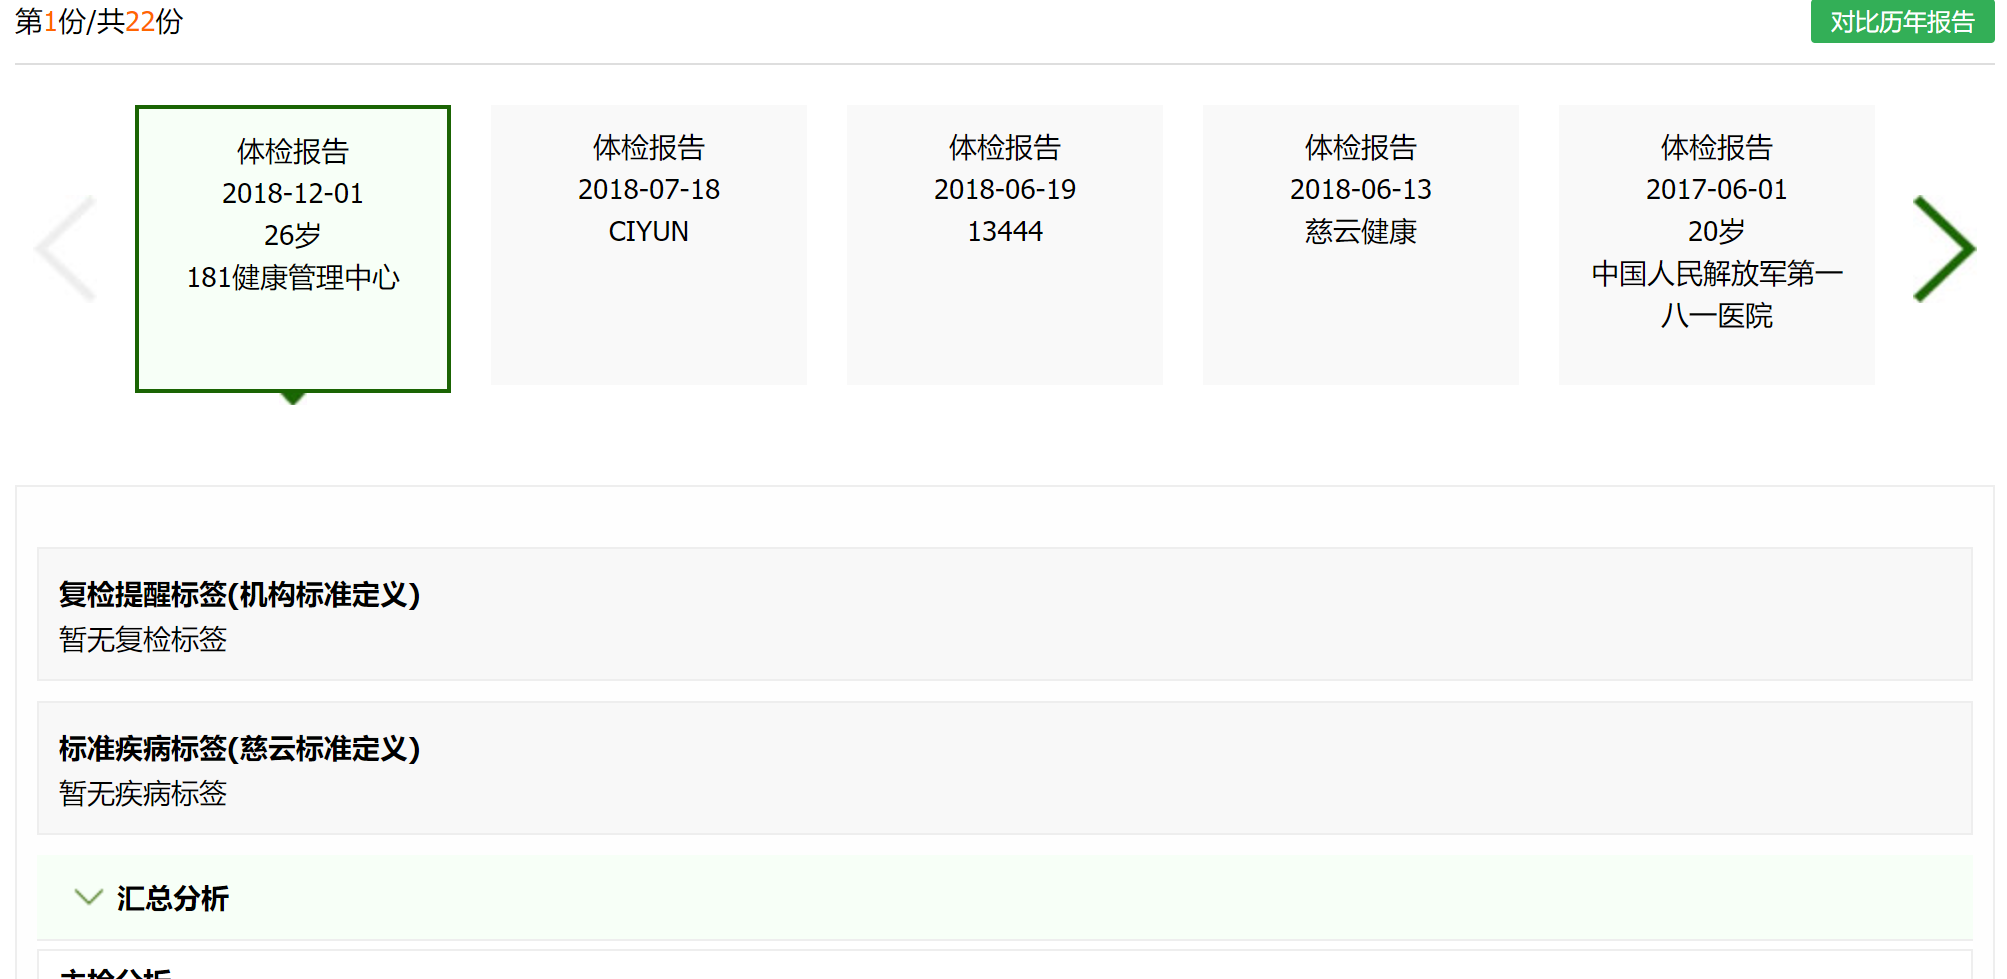 第1份/共22份
对比历年报告
体检报告
2018-12-01
26岁
181健康管理中心
体检报告
2018-07-18
CIYUN
体检报告
2018-06-19
13444
体检报告
2018-06-13
慈云健康
体检报告
2017-06-01
20岁
中国人民解放军第一
八一医院
复检提醒标签(机构标准定义)
暂无复检标签
标准疾病标签(慈云标准定义)
暂无疾病标签
汇总分析
主检分析